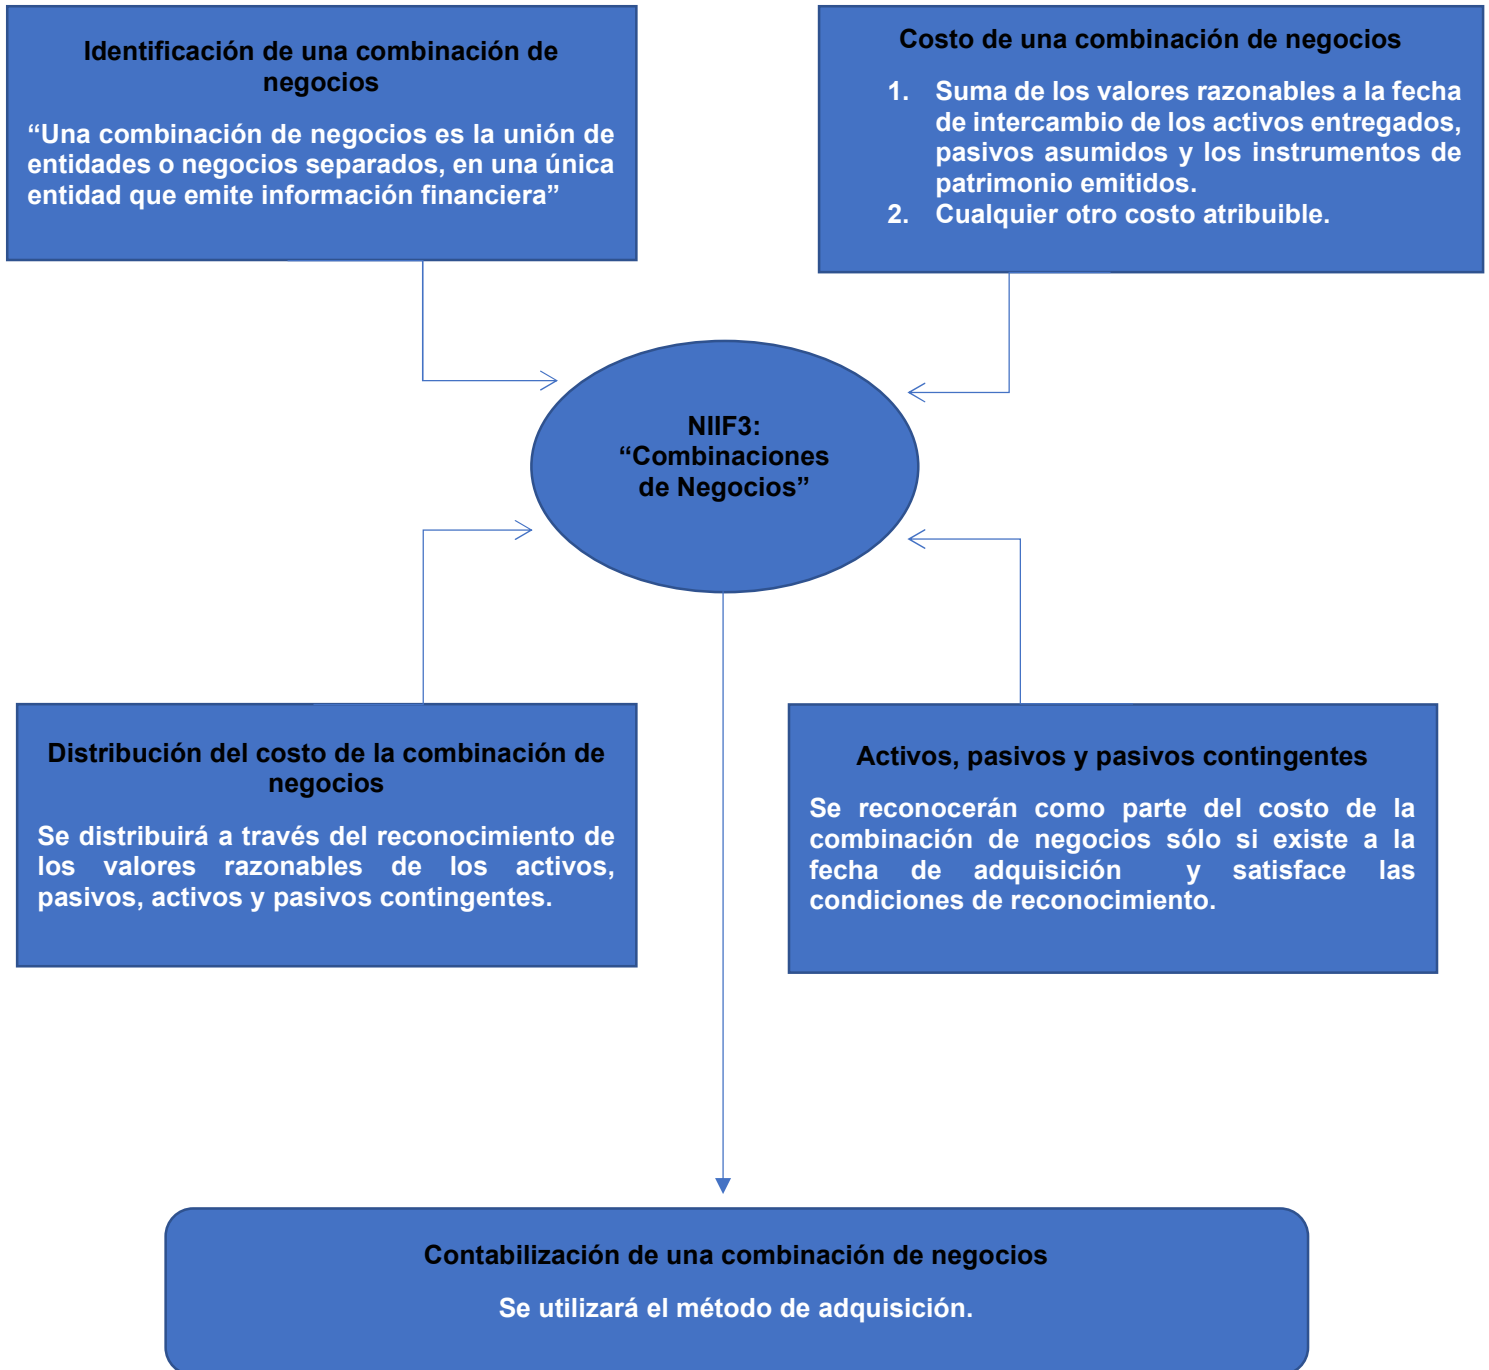 Identificación de una combinación de
negocios
“Una combinación de negocios es la unión de
entidades o negocios separados, en una única
entidad que emite información financiera”
Costo de una combinación de negocios
1. Suma de los valores razonables a la fecha
de intercambio de los activos entregados,
pasivos asumidos y los instrumentos de
patrimonio emitidos.
2. Cualquier otro costo atribuible.
NIIF3:
“Combinaciones
de Negocios”
Distribución del costo de la combinación de
negocios
Se distribuirá a través del reconocimiento de
los valores razonables de los activos,
pasivos, activos y pasivos contingentes.
Activos, pasivos y pasivos contingentes
Se reconocerán como parte del costo de la
combinación de negocios sólo si existe a la
fecha de adquisición y satisface las
condiciones de reconocimiento.
Contabilización de una combinación de negocios
Se utilizará el método de adquisición.